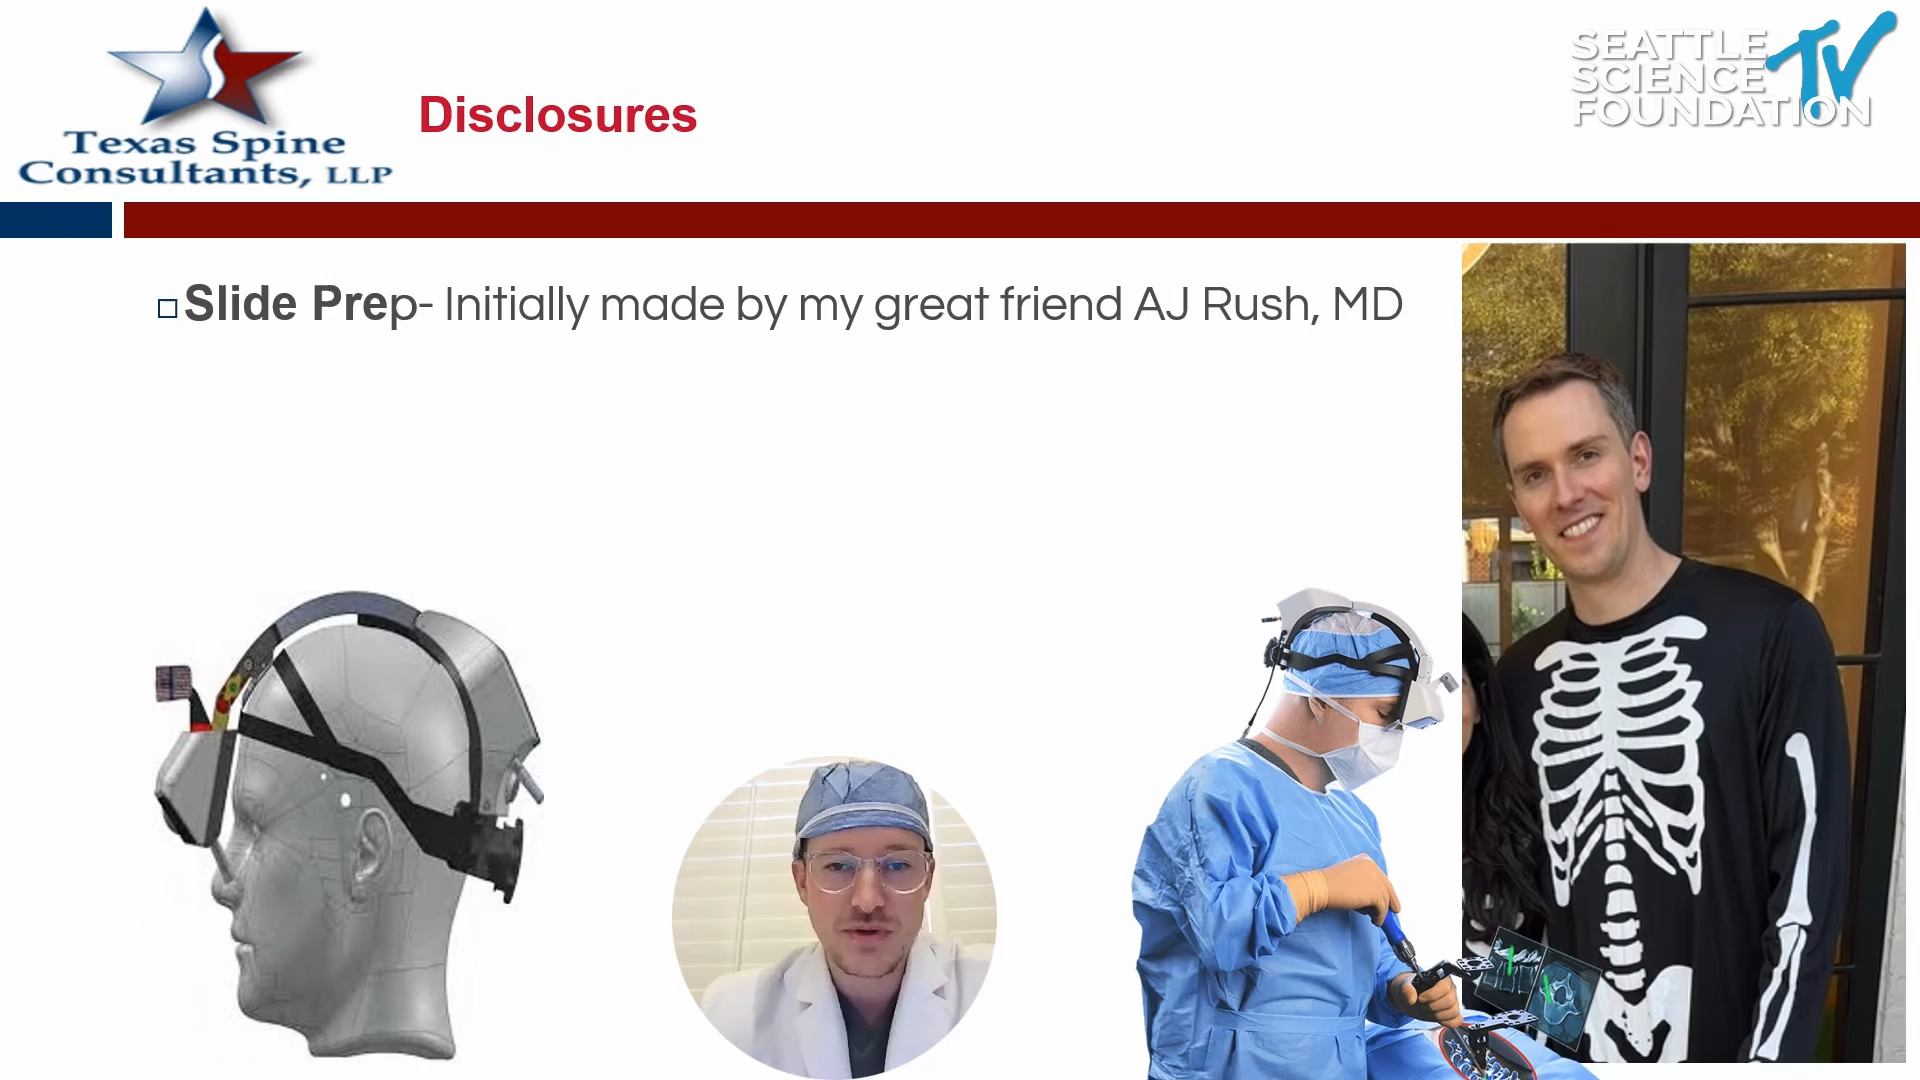 Texas Spine
Consultants, LLP
Disclosures
SEATTLE
SCIENCE
FOUNDATION
TV
Slide Prep- Initially made by my great friend AJ Rush, MD